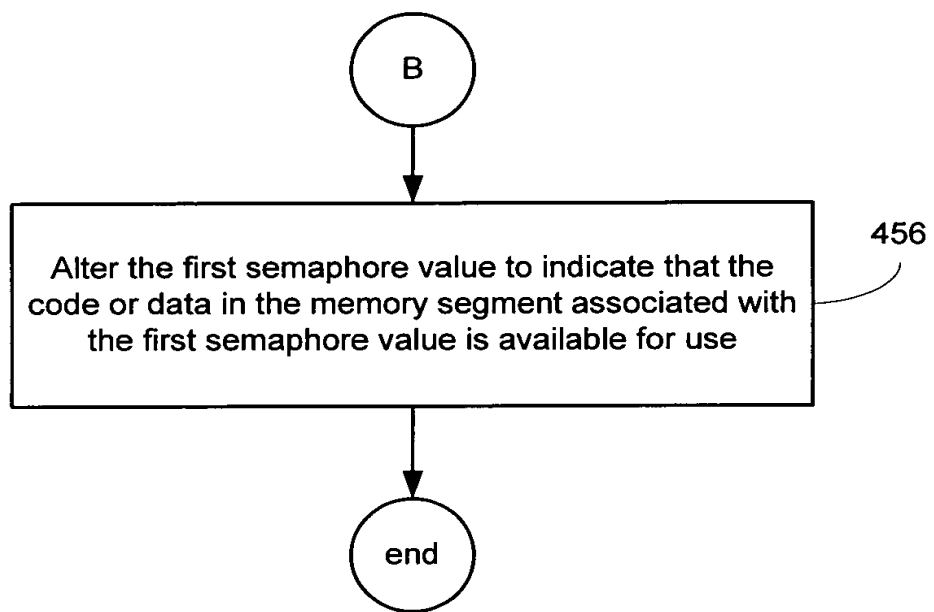 B
456
Alter the first semaphore value to indicate that the
code or data in the memory segment associated with
the first semaphore value is available for use
end